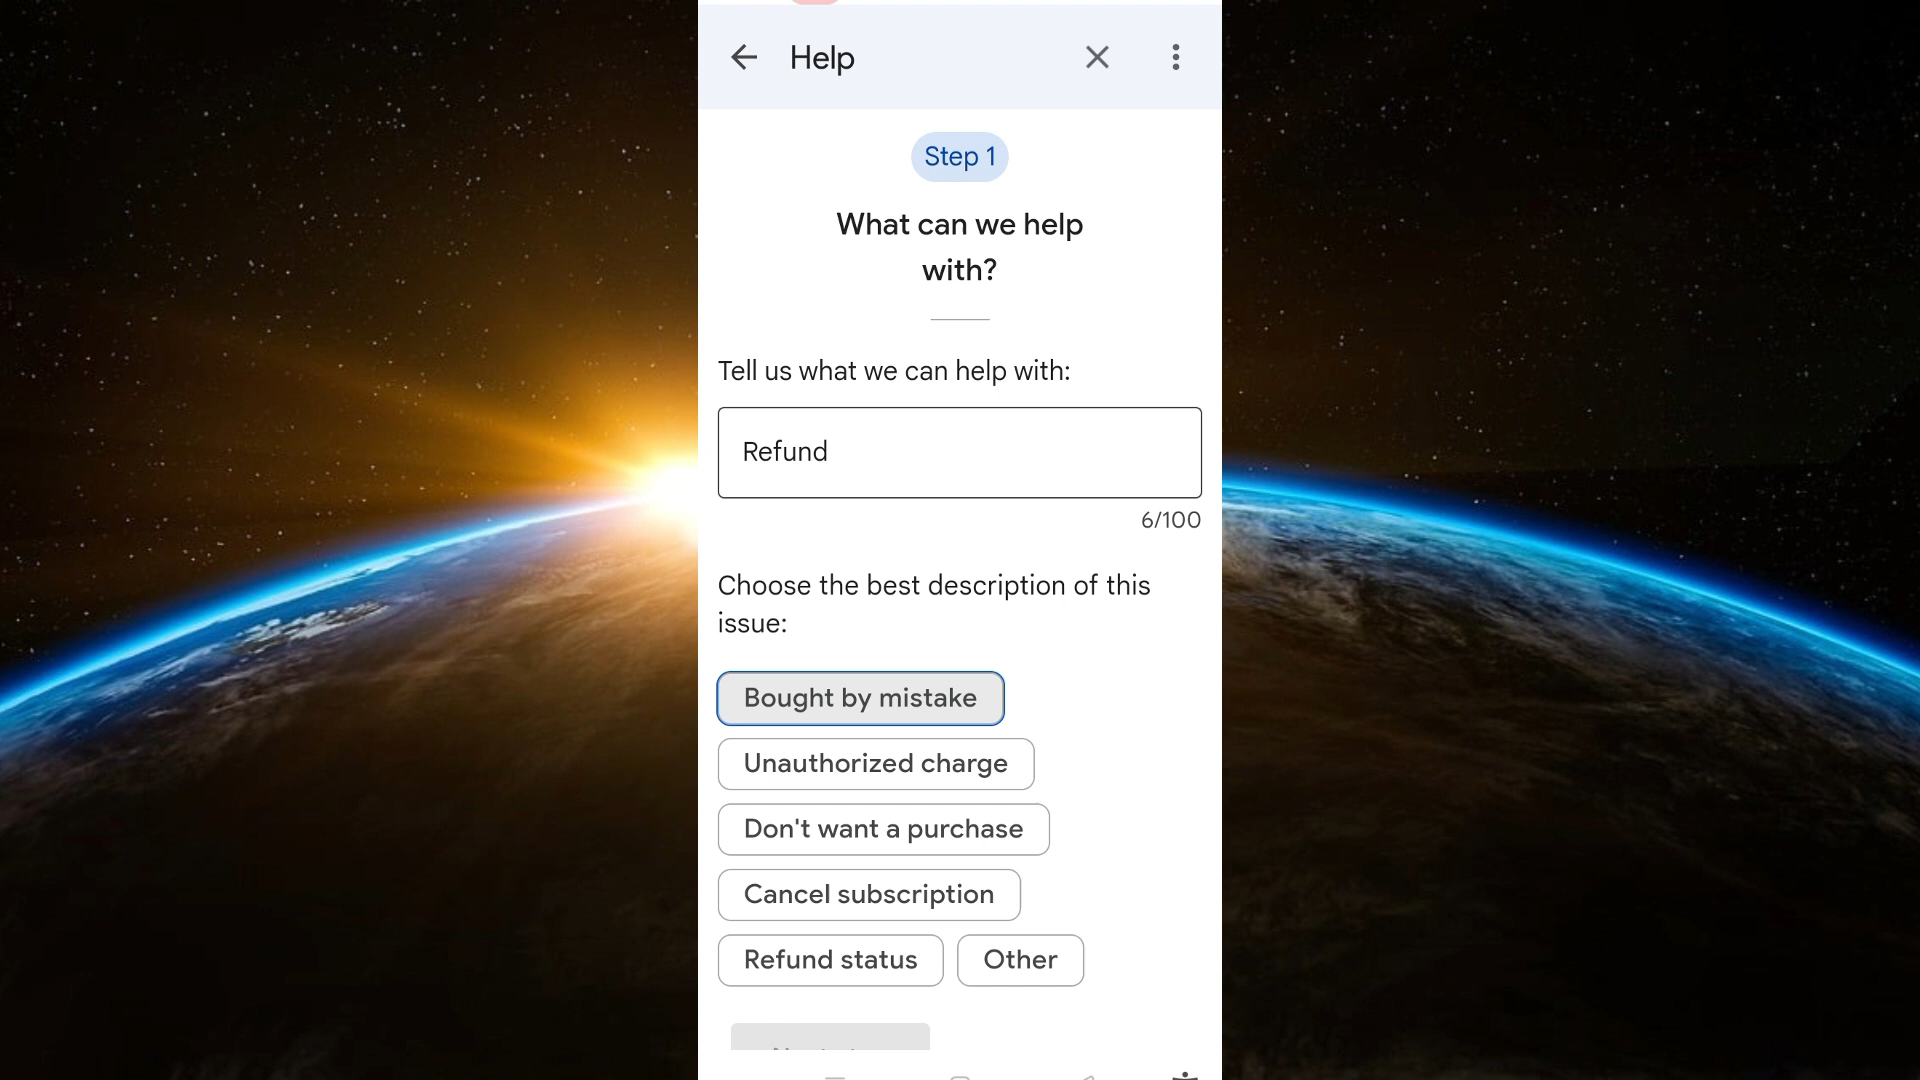 Help
Step 1
What can we help
with?
Tell us what we can help with:
Refund
6/100
Choose the best description of this
issue:
Bought by mistake
Unauthorized charge
Don't want a purchase
Cancel subscription
Refund status
Other